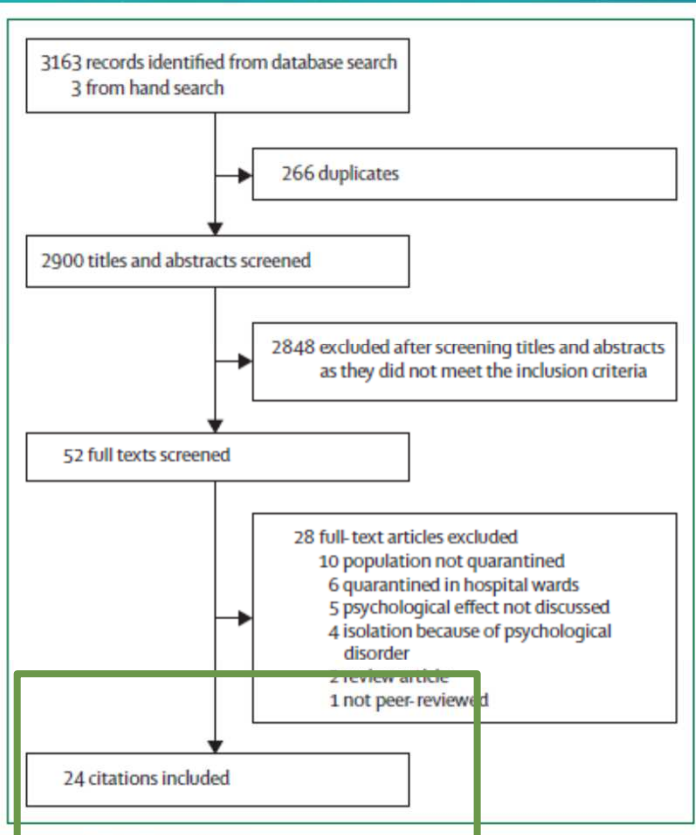 3163 records identified from database search
3 from hand search
266 duplicates
2900 titles and abstracts screened
2848 excluded after screening titles and abstracts
as they did not meet the inclusion criteria
52 full texts screened
28 full-text articles excluded
10 population not quarantined
6 quarantined in hospital wards
5 psychological effect not discussed
4 isolation because of psychological
disorder
2 review article
1 not peer-reviewed
24 citations included